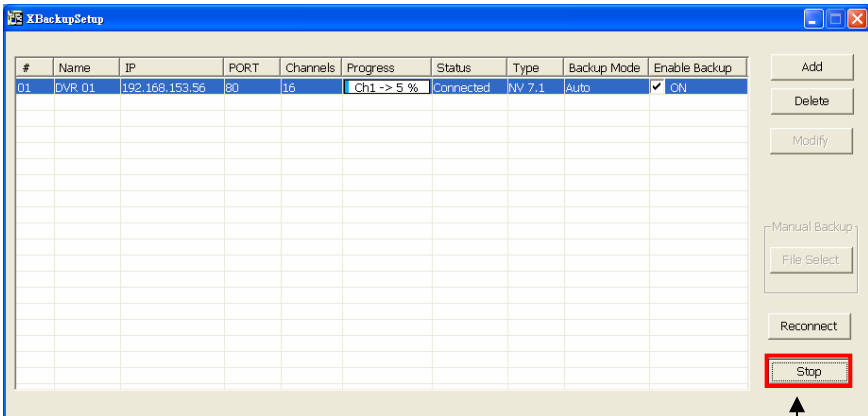 XBackupSetup
# Name IP PORT Channels Progress Status Type Backup Mode Enable Backup
01 DVR 01 192.168.153.56 80 16 Ch1 -> 5 % Connected NV 7.1 Auto ON
Add
Delete
Modify
Manual Backup
File Select
Reconnect
Stop